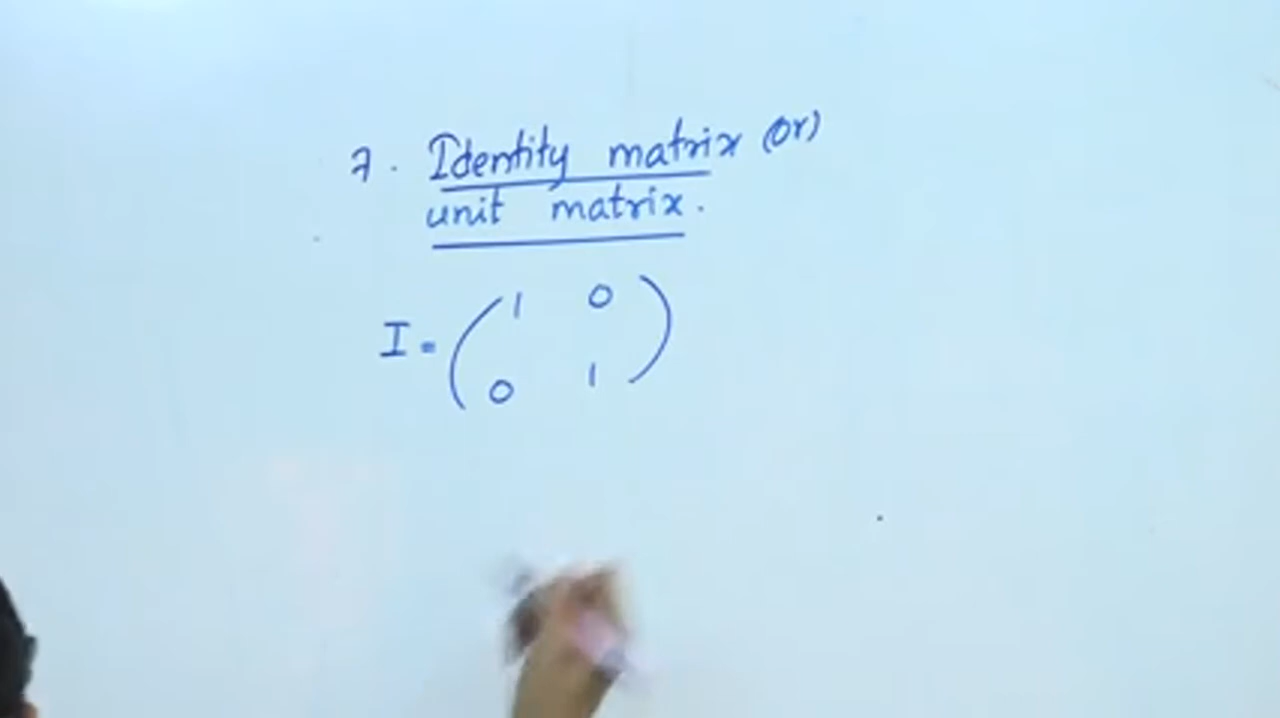 7. Identity matrix (or)
unit matrix.
I = ( 1 0
0 1 )